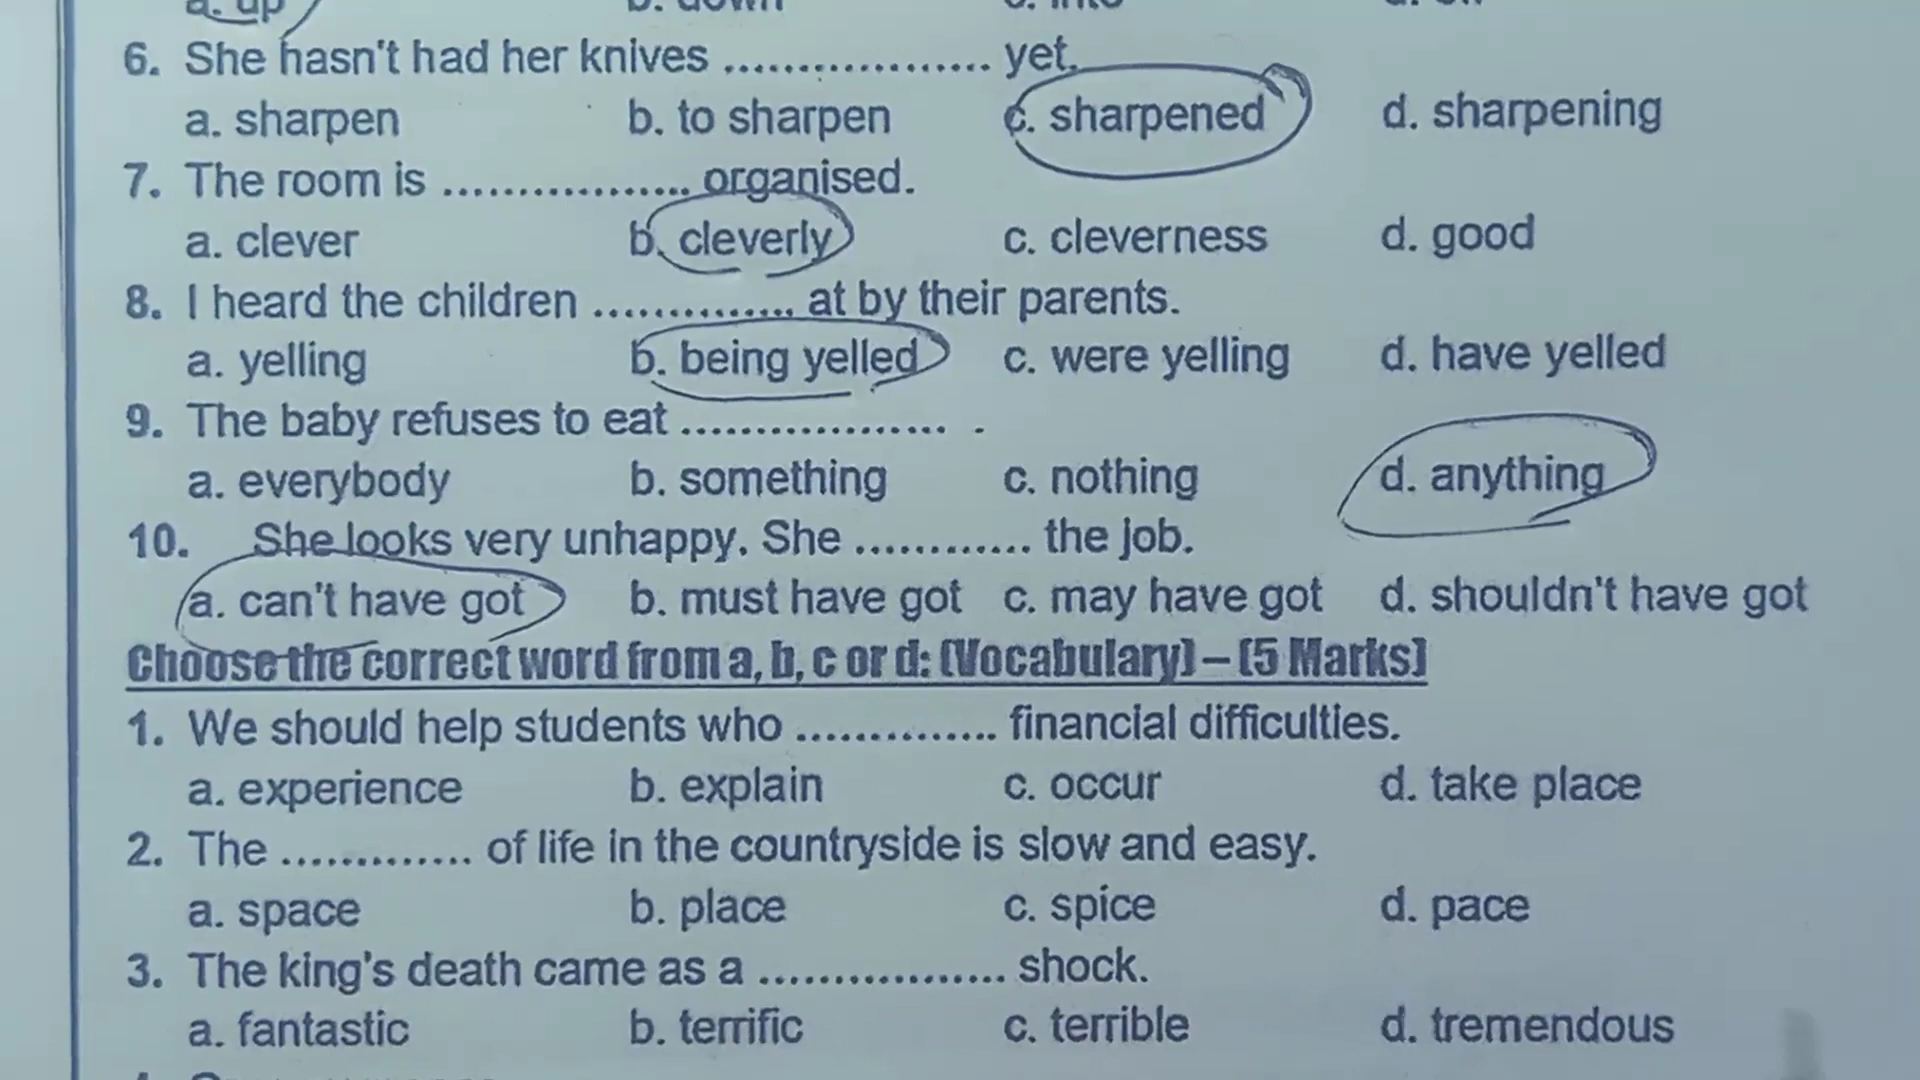 a. up b. down c. into
6. She hasn't had her knives .................. yet.
a. sharpen b. to sharpen c. sharpened d. sharpening
7. The room is ................. organised.
a. clever b. cleverly c. cleverness d. good
8. I heard the children .............. at by their parents.
a. yelling b. being yelled c. were yelling d. have yelled
9. The baby refuses to eat .................. .
a. everybody b. something c. nothing d. anything
10. She looks very unhappy. She ............ the job.
a. can't have got b. must have got c. may have got d. shouldn't have got
Choose the correct word from a, b, c or d: (Vocabulary) – (5 Marks)
1. We should help students who .............. financial difficulties.
a. experience b. explain c. occur d. take place
2. The ............. of life in the countryside is slow and easy.
a. space b. place c. spice d. pace
3. The king's death came as a ................. shock.
a. fantastic b. terrific c. terrible d. tremendous